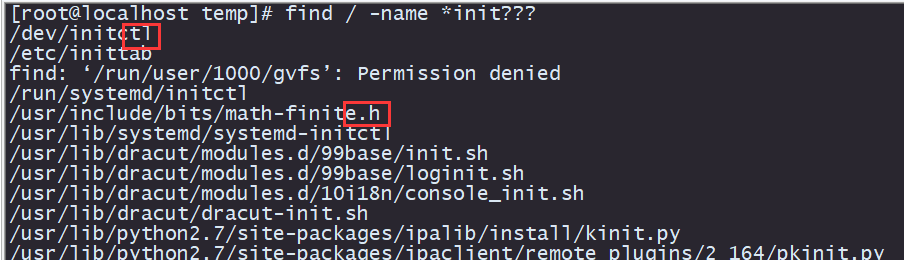 [root@localhost temp]# find / -name *init???
/dev/initctl
/etc/inittab
find: ‘/run/user/1000/gvfs’: Permission denied
/run/systemd/initctl
/usr/include/bits/math-finite.h
/usr/lib/systemd/systemd-initctl
/usr/lib/dracut/modules.d/99base/init.sh
/usr/lib/dracut/modules.d/99base/loginit.sh
/usr/lib/dracut/modules.d/10i18n/console_init.sh
/usr/lib/dracut/dracut-init.sh
/usr/lib/python2.7/site-packages/ipalib/install/kinit.py
/usr/lib/python2.7/site-packages/ipaclient/remote_plugins/2_164/pkinit.py